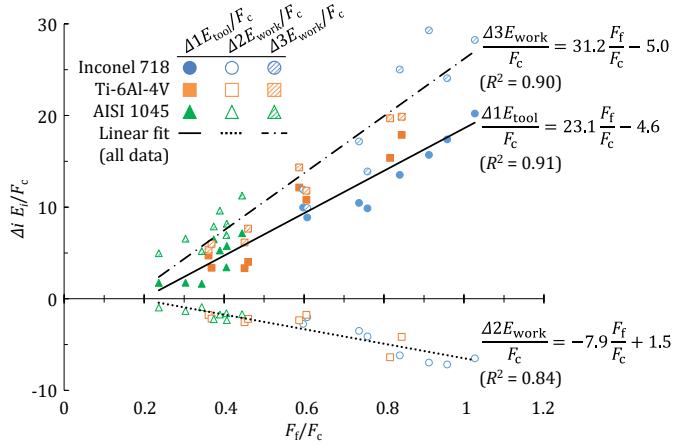 Δ1E_tool/F_c Δ2E_work/F_c Δ3E_work/F_c
Inconel 718
Ti-6Al-4V
AISI 1045
Linear fit
(all data)
Δ3E_work/F_c = 31.2 F_f/F_c − 5.0
(R² = 0.90)
Δ1E_tool/F_c = 23.1 F_f/F_c − 4.6
(R² = 0.91)
Δ2E_work/F_c = −7.9 F_f/F_c + 1.5
(R² = 0.84)
Δi E_i/F_c
30
20
10
0
-10
0 0.2 0.4 0.6 0.8 1 1.2
F_f/F_c